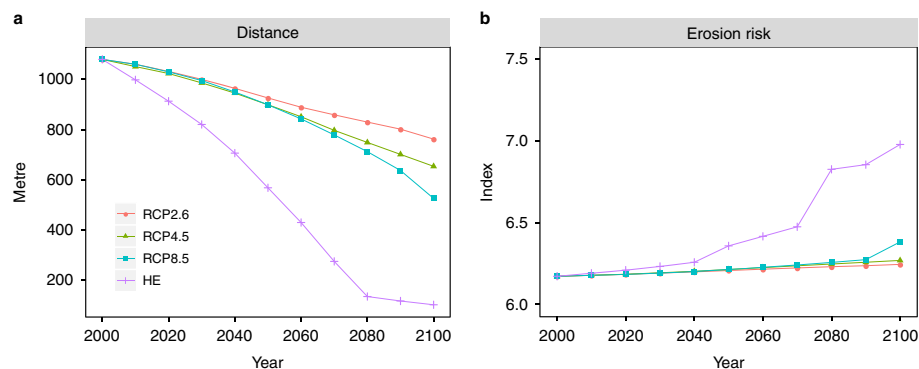 a
Distance
Metre
1000
800
600
400
200
RCP2.6
RCP4.5
RCP8.5
HE
2000 2020 2040 2060 2080 2100
Year
b
Erosion risk
Index
7.5
7.0
6.5
6.0
2000 2020 2040 2060 2080 2100
Year